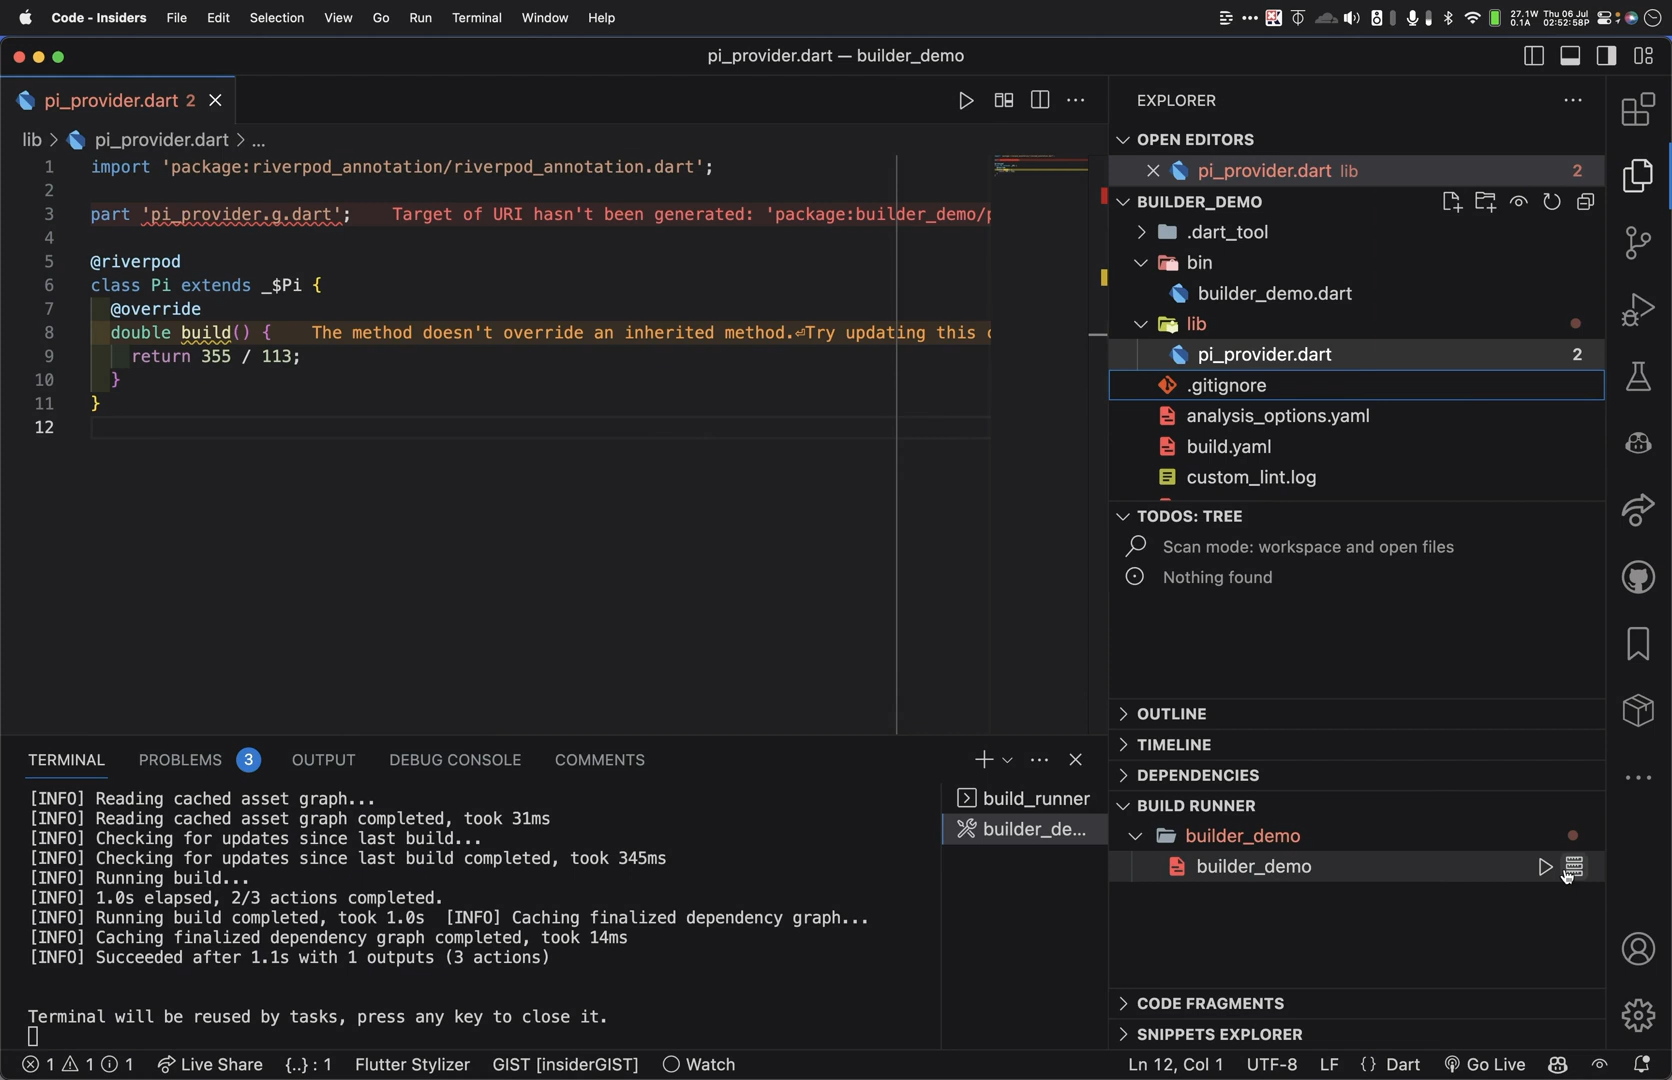 Code - Insiders File Edit Selection View Go Run Terminal Window Help
27.1W Thu 06 Jul
0.1A 02:52:58P
pi_provider.dart — builder_demo
pi_provider.dart 2
lib > pi_provider.dart > ...
1 import 'package:riverpod_annotation/riverpod_annotation.dart';
2
3 part 'pi_provider.g.dart'; Target of URI hasn't been generated: 'package:builder_demo/p
4
5 @riverpod
6 class Pi extends _$Pi {
7 @override
8 double build() { The method doesn't override an inherited method.⏎Try updating this c
9 return 355 / 113;
10 }
11 }
12
EXPLORER
OPEN EDITORS
pi_provider.dart lib 2
BUILDER_DEMO
.dart_tool
bin
builder_demo.dart
lib
pi_provider.dart 2
.gitignore
analysis_options.yaml
build.yaml
custom_lint.log
TODOS: TREE
Scan mode: workspace and open files
Nothing found
OUTLINE
TIMELINE
DEPENDENCIES
BUILD RUNNER
builder_demo
builder_demo
CODE FRAGMENTS
SNIPPETS EXPLORER
TERMINAL PROBLEMS 3 OUTPUT DEBUG CONSOLE COMMENTS
[INFO] Reading cached asset graph...
[INFO] Reading cached asset graph completed, took 31ms
[INFO] Checking for updates since last build...
[INFO] Checking for updates since last build completed, took 345ms
[INFO] Running build...
[INFO] 1.0s elapsed, 2/3 actions completed.
[INFO] Running build completed, took 1.0s [INFO] Caching finalized dependency graph...
[INFO] Caching finalized dependency graph completed, took 14ms
[INFO] Succeeded after 1.1s with 1 outputs (3 actions)
Terminal will be reused by tasks, press any key to close it.
build_runner
builder_de...
1 1 1 Live Share {..} : 1 Flutter Stylizer GIST [insiderGIST] Watch Ln 12, Col 1 UTF-8 LF {} Dart Go Live